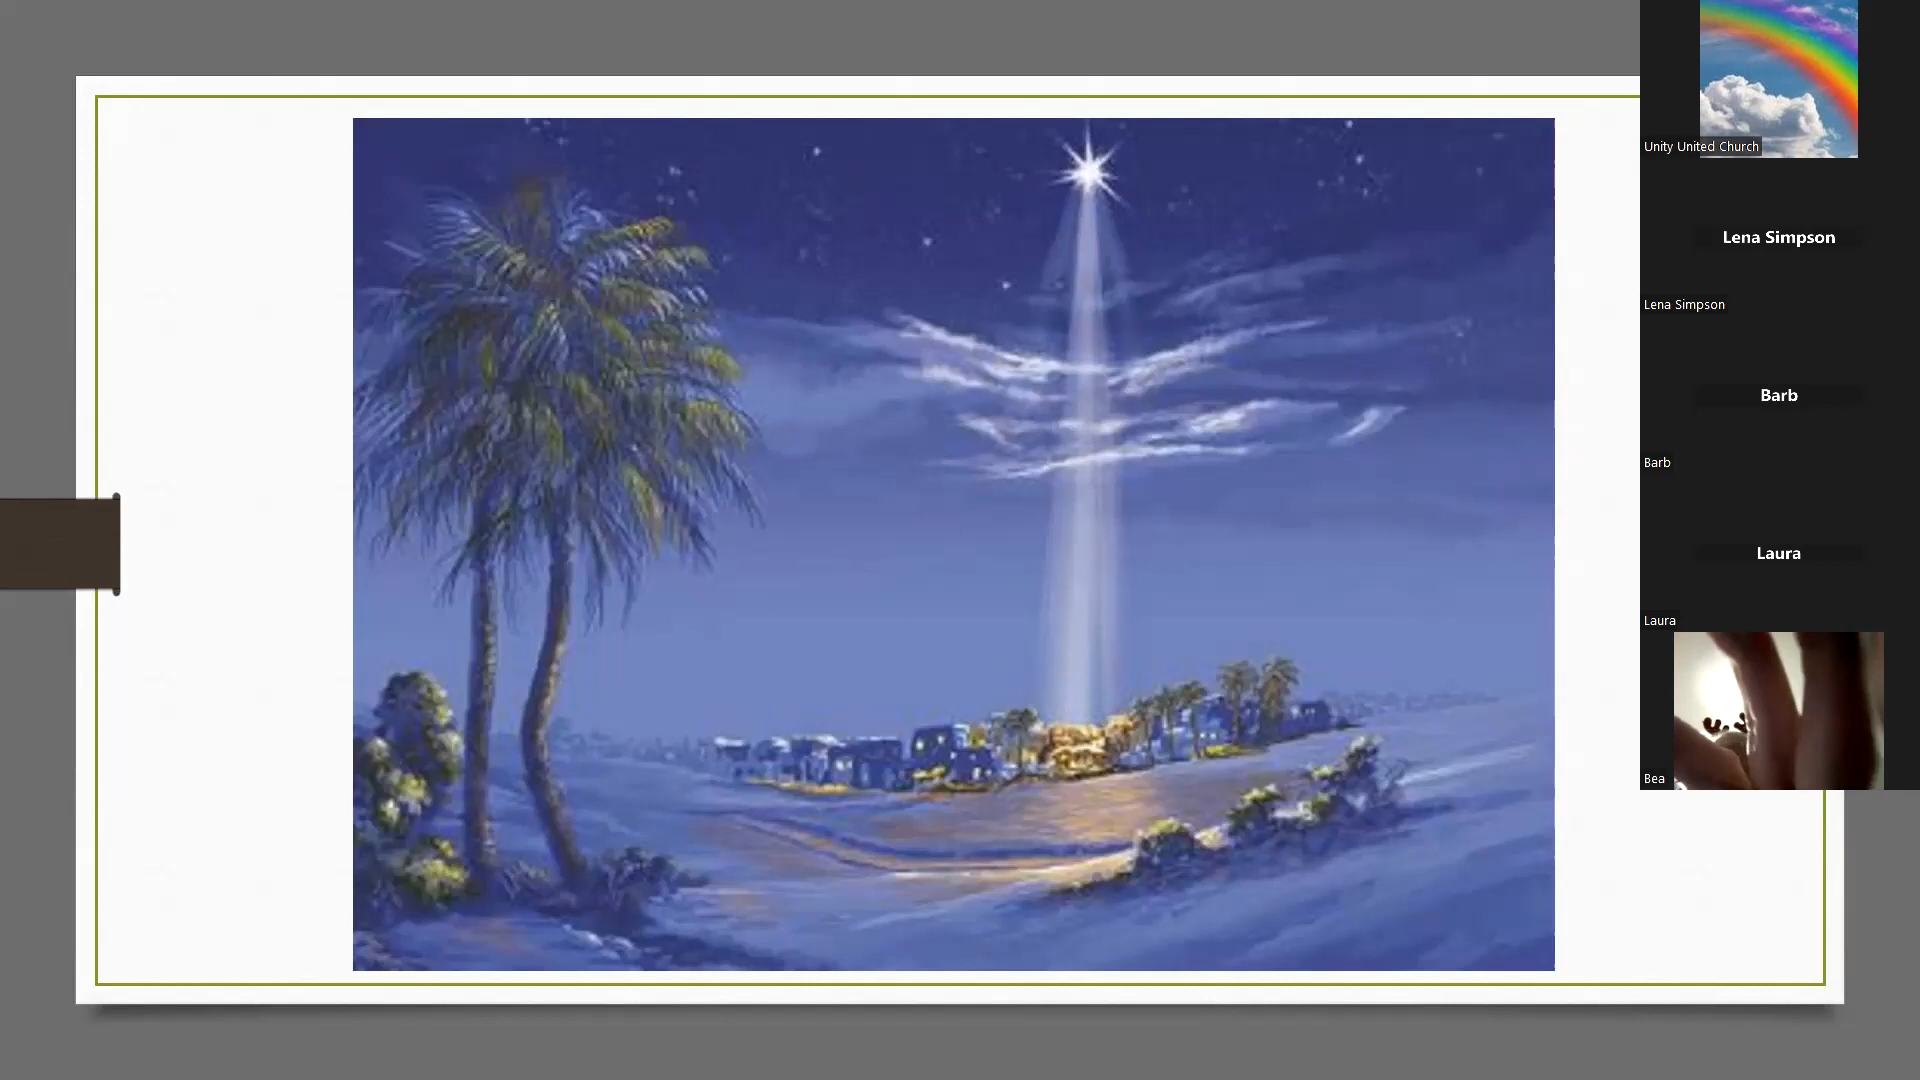 Unity United Church
Lena Simpson
Lena Simpson
Barb
Barb
Laura
Laura
Bea